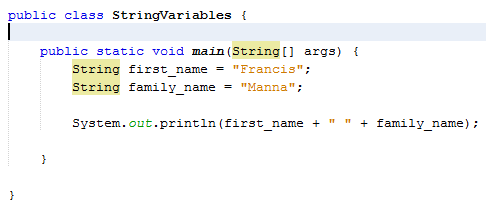 public class StringVariables {
public static void main(String[] args) {
String first_name = "Francis";
String family_name = "Manna";
System.out.println(first_name + " " + family_name);
}
}